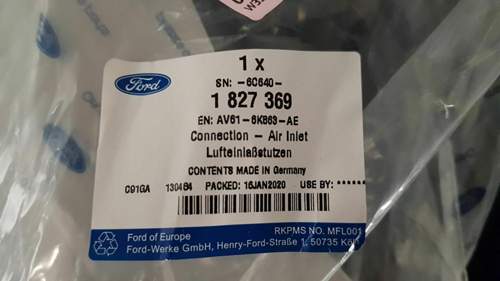 1 x
SN: -6C640-
Ford
1 827 369
EN: AV61-6K863-AE
Connection - Air Inlet
Lufteinlaßstutzen
CONTENTS MADE IN Germany
C91GA 130464 PACKED: 16JAN2020 USE BY: ******
RKPMS NO. MFL001
Ford of Europe
Ford-Werke GmbH, Henry-Ford-Straße 1, 50735 Köln